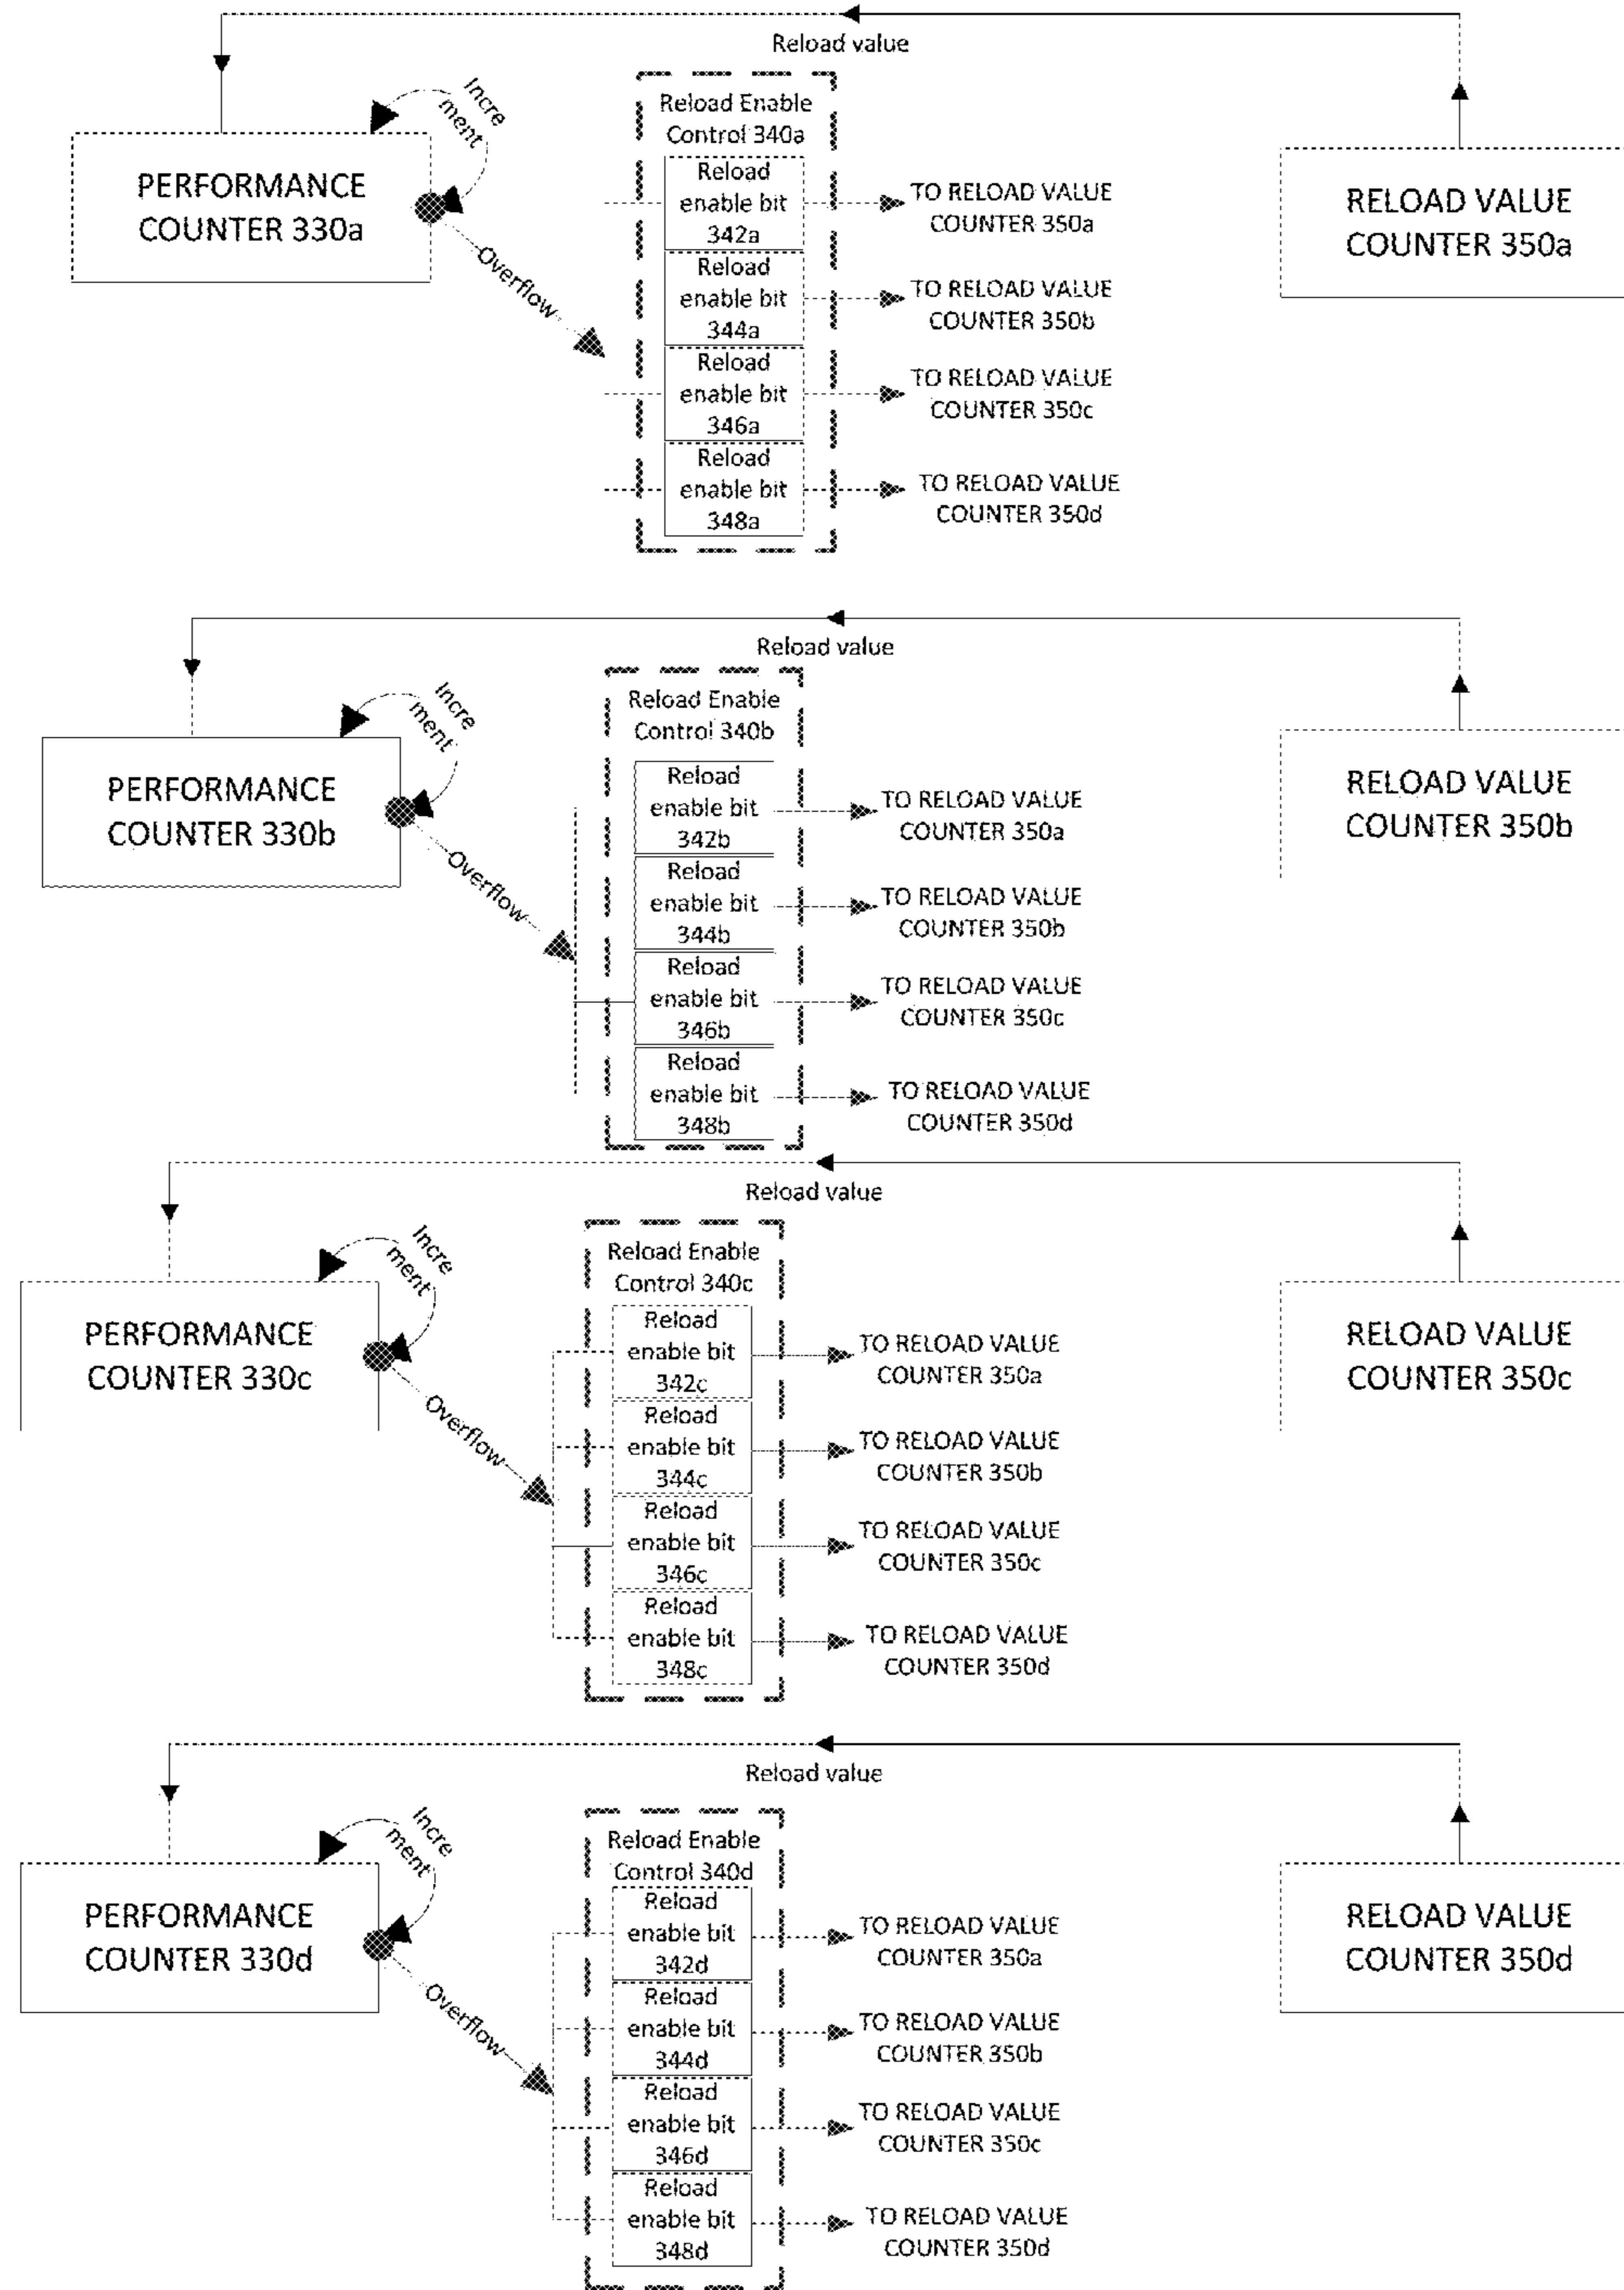 Reload value
Incre
ment
PERFORMANCE
COUNTER 330a
Overflow
Reload Enable
Control 340a
Reload
enable bit
342a
TO RELOAD VALUE
COUNTER 350a
Reload
enable bit
344a
TO RELOAD VALUE
COUNTER 350b
Reload
enable bit
346a
TO RELOAD VALUE
COUNTER 350c
Reload
enable bit
348a
TO RELOAD VALUE
COUNTER 350d
RELOAD VALUE
COUNTER 350a
Reload value
Incre
ment
PERFORMANCE
COUNTER 330b
Overflow
Reload Enable
Control 340b
Reload
enable bit
342b
TO RELOAD VALUE
COUNTER 350a
Reload
enable bit
344b
TO RELOAD VALUE
COUNTER 350b
Reload
enable bit
346b
TO RELOAD VALUE
COUNTER 350c
Reload
enable bit
348b
TO RELOAD VALUE
COUNTER 350d
RELOAD VALUE
COUNTER 350b
Reload value
Incre
ment
PERFORMANCE
COUNTER 330c
Overflow
Reload Enable
Control 340c
Reload
enable bit
342c
TO RELOAD VALUE
COUNTER 350a
Reload
enable bit
344c
TO RELOAD VALUE
COUNTER 350b
Reload
enable bit
346c
TO RELOAD VALUE
COUNTER 350c
Reload
enable bit
348c
TO RELOAD VALUE
COUNTER 350d
RELOAD VALUE
COUNTER 350c
Reload value
Incre
ment
PERFORMANCE
COUNTER 330d
Overflow
Reload Enable
Control 340d
Reload
enable bit
342d
TO RELOAD VALUE
COUNTER 350a
Reload
enable bit
344d
TO RELOAD VALUE
COUNTER 350b
Reload
enable bit
346d
TO RELOAD VALUE
COUNTER 350c
Reload
enable bit
348d
TO RELOAD VALUE
COUNTER 350d
RELOAD VALUE
COUNTER 350d